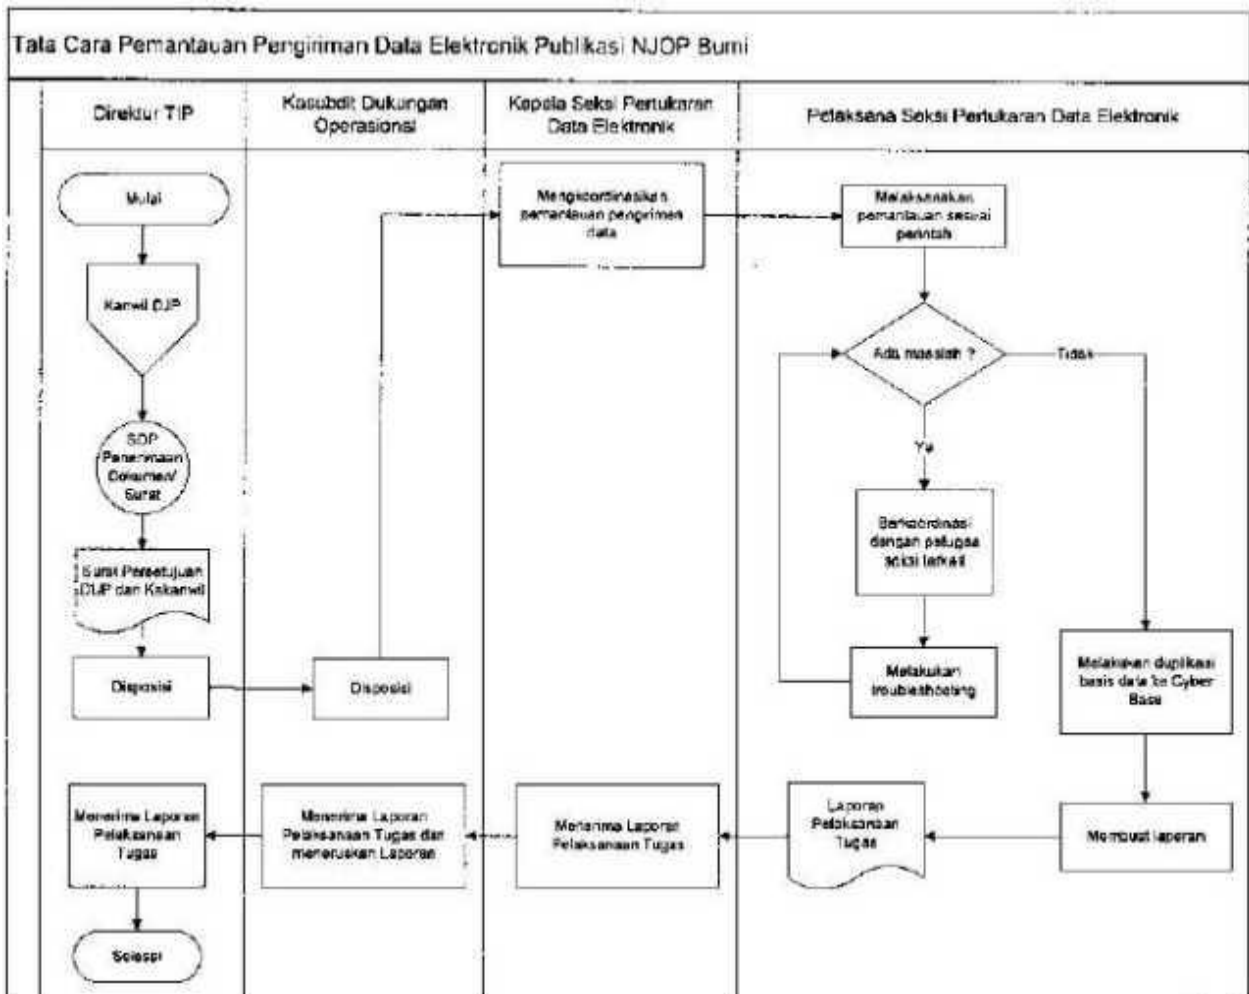 Tata Cara Pemantauan Pengiriman Data Elektronik Publikasi NJOP Bumi
Direktur TIP
Kasubdit Dukungan
Operasional
Kepala Seksi Pertukaran
Data Elektronik
Pelaksana Seksi Pertukaran Data Elektronik
Mulai
Kanwil DJP
SOP
Penerimaan
Dokumen/
Surat
Surat Persetujuan
DJP dan Kakanwil
Disposisi
Disposisi
Mengkoordinasikan
pemantauan pengiriman
data
Melaksanakan
pemantauan sesuai
perintah
Ada masalah ?
Tidak
Ya
Berkoordinasi
dengan petugas
seksi terkait
Melakukan
troubleshooting
Melakukan duplikasi
basis data ke Cyber
Base
Membuat laporan
Laporan
Pelaksanaan
Tugas
Menerima Laporan
Pelaksanaan Tugas
Menerima Laporan
Pelaksanaan Tugas dan
meneruskan Laporan
Menerima Laporan
Pelaksanaan
Tugas
Selesai